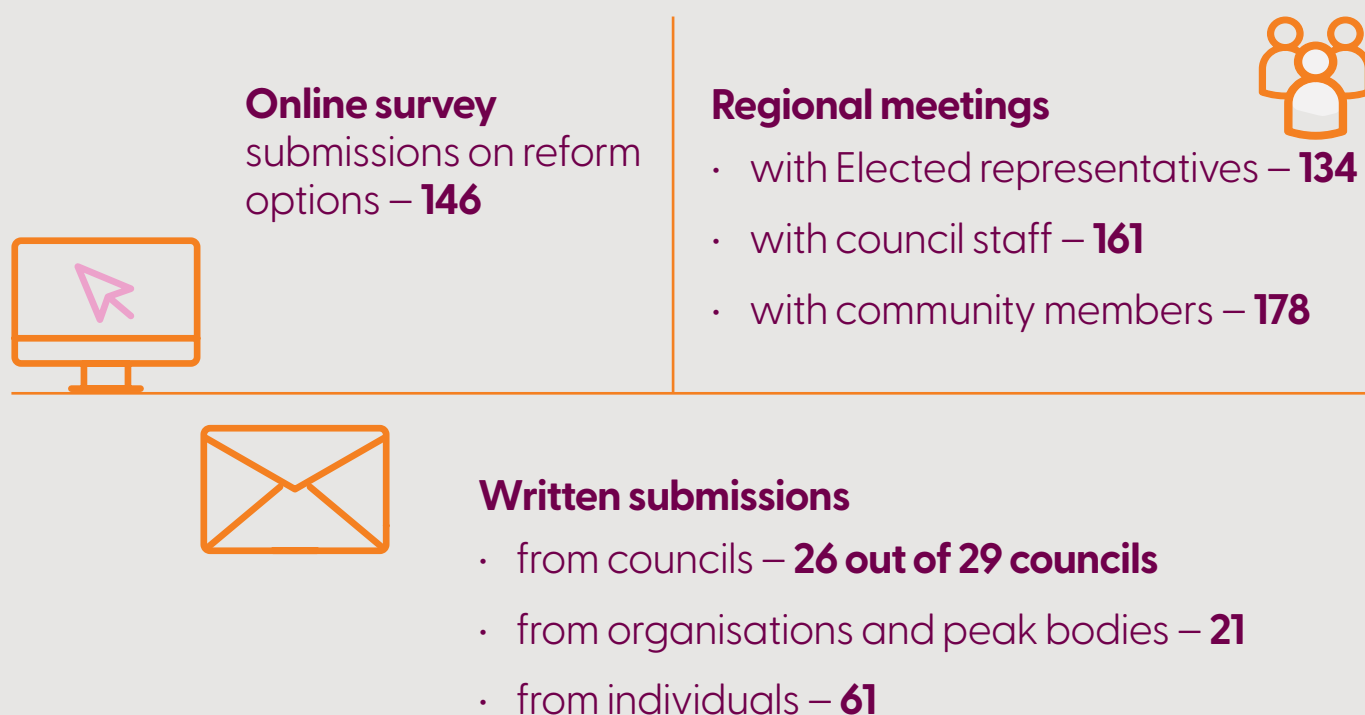 Online survey
submissions on reform
options – 146
Regional meetings
· with Elected representatives – 134
· with council staff – 161
· with community members – 178
Written submissions
· from councils – 26 out of 29 councils
· from organisations and peak bodies – 21
· from individuals – 61